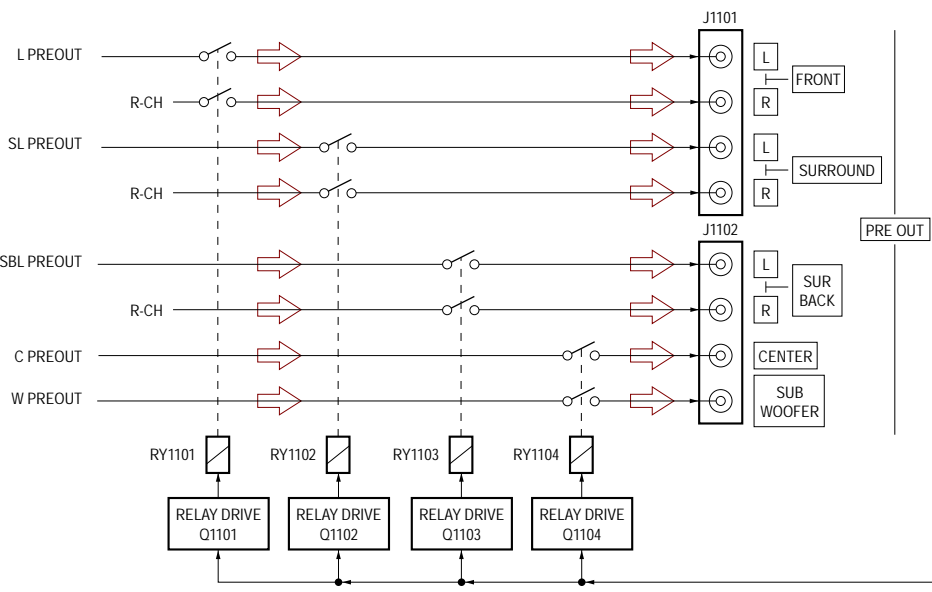 J1101
L PREOUT
L
FRONT
R-CH
R
SL PREOUT
L
SURROUND
R-CH
R
PRE OUT
J1102
SBL PREOUT
L
SUR
BACK
R-CH
R
C PREOUT
CENTER
W PREOUT
SUB
WOOFER
RY1101
RY1102
RY1103
RY1104
RELAY DRIVE
Q1101
RELAY DRIVE
Q1102
RELAY DRIVE
Q1103
RELAY DRIVE
Q1104